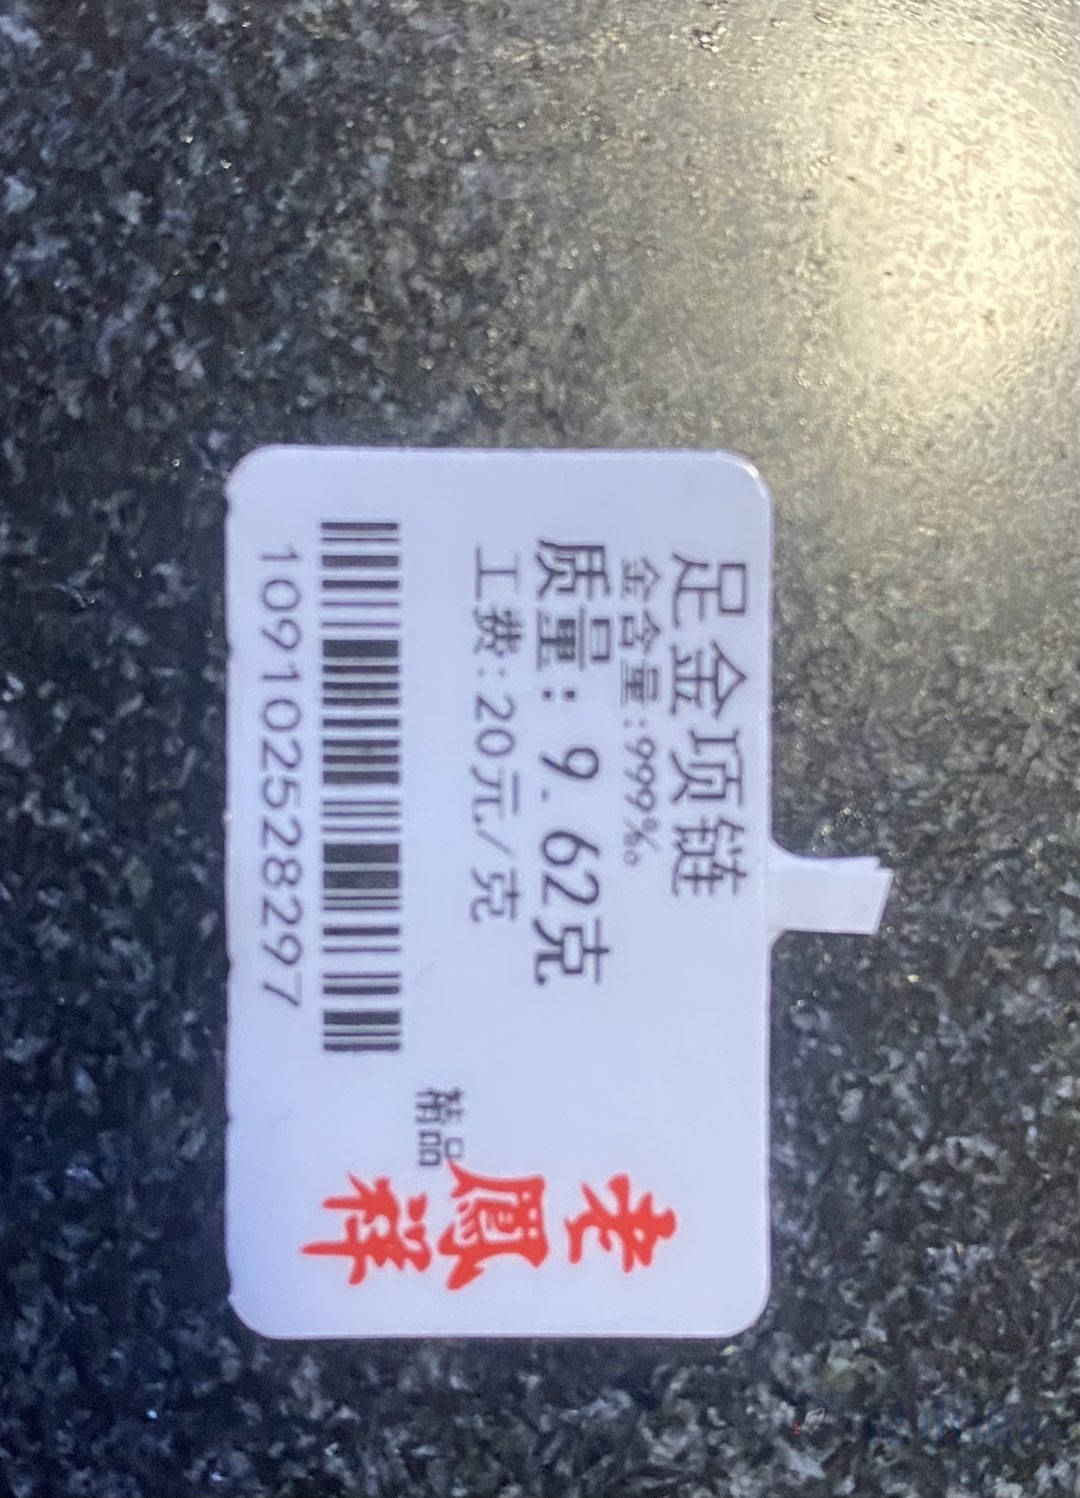 足金项链
金含量:999‰
质量: 9.62克
工费:20元/克
109102528297
精品
老鳳祥